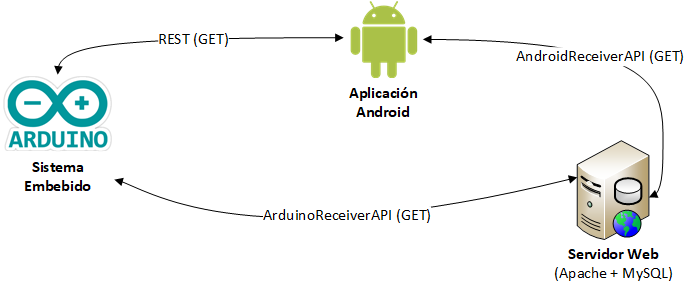 REST (GET)
AndroidReceiverAPI (GET)
Aplicación
Android
ARDUINO
Sistema
Embebido
ArduinoReceiverAPI (GET)
Servidor Web
(Apache + MySQL)